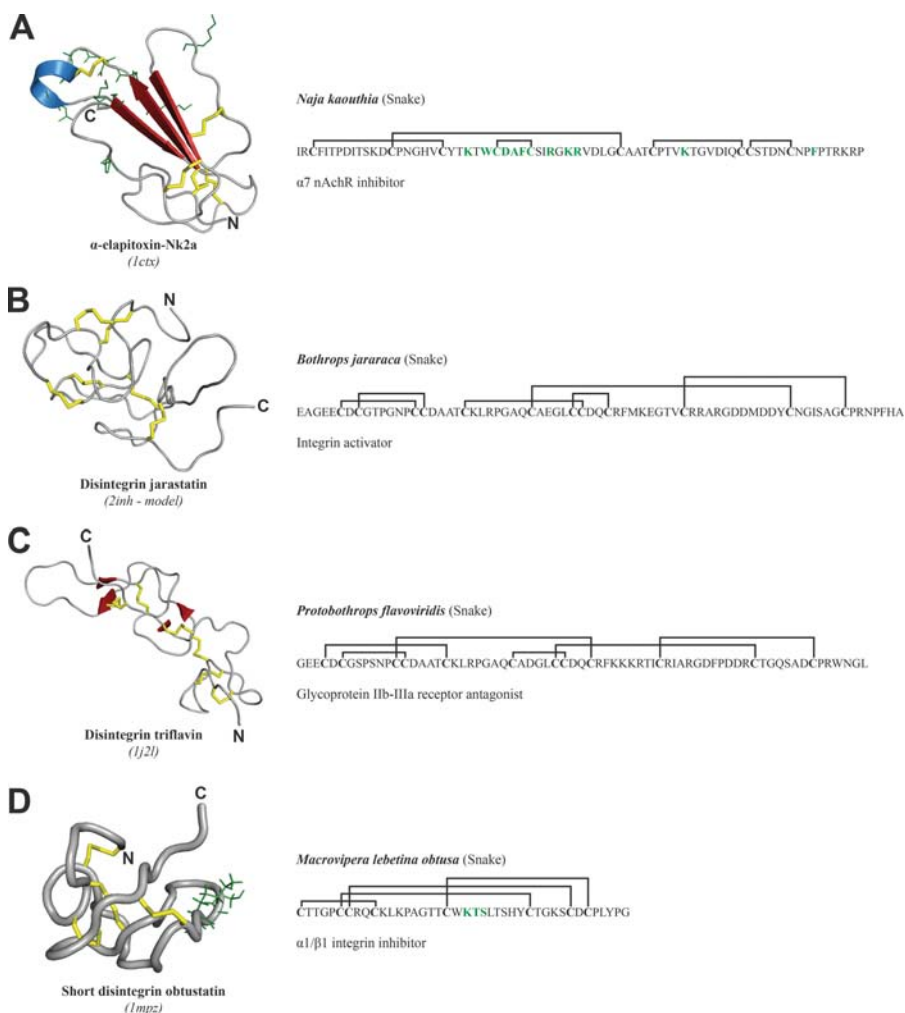 A
C
N
α-elapitoxin-Nk2a
(1ctx)
Naja kaouthia (Snake)
IRCFITPDITSKDCPNGHVCYTKTWCDAFCSIRGKRVDLGCAATCPTVKTGVDIQCCSTDNCNPFPTRKRP
α7 nAchR inhibitor
B
N
C
Disintegrin jarastatin
(2inh - model)
Bothrops jararaca (Snake)
EAGEECDCGTPGNPCCDAATCKLRPGAQCAEGLCCDQCRFMKEGTVCRRARGDDMDDYCNGISAGCPRNPFHA
Integrin activator
C
C
N
Disintegrin triflavin
(1j2l)
Protobothrops flavoviridis (Snake)
GEECDCGSPSNPCCDAATCKLRPGAQCADGLCCDQCRFKKKRTICRIARGDFPDDRCTGQSADCPRWNGL
Glycoprotein IIb-IIIa receptor antagonist
D
C
N
Short disintegrin obtustatin
(1mpz)
Macrovipera lebetina obtusa (Snake)
CTTGPCCRQCKLKPAGTTCWKTSLTSHYCTGKSCDCPLYPG
α1/β1 integrin inhibitor